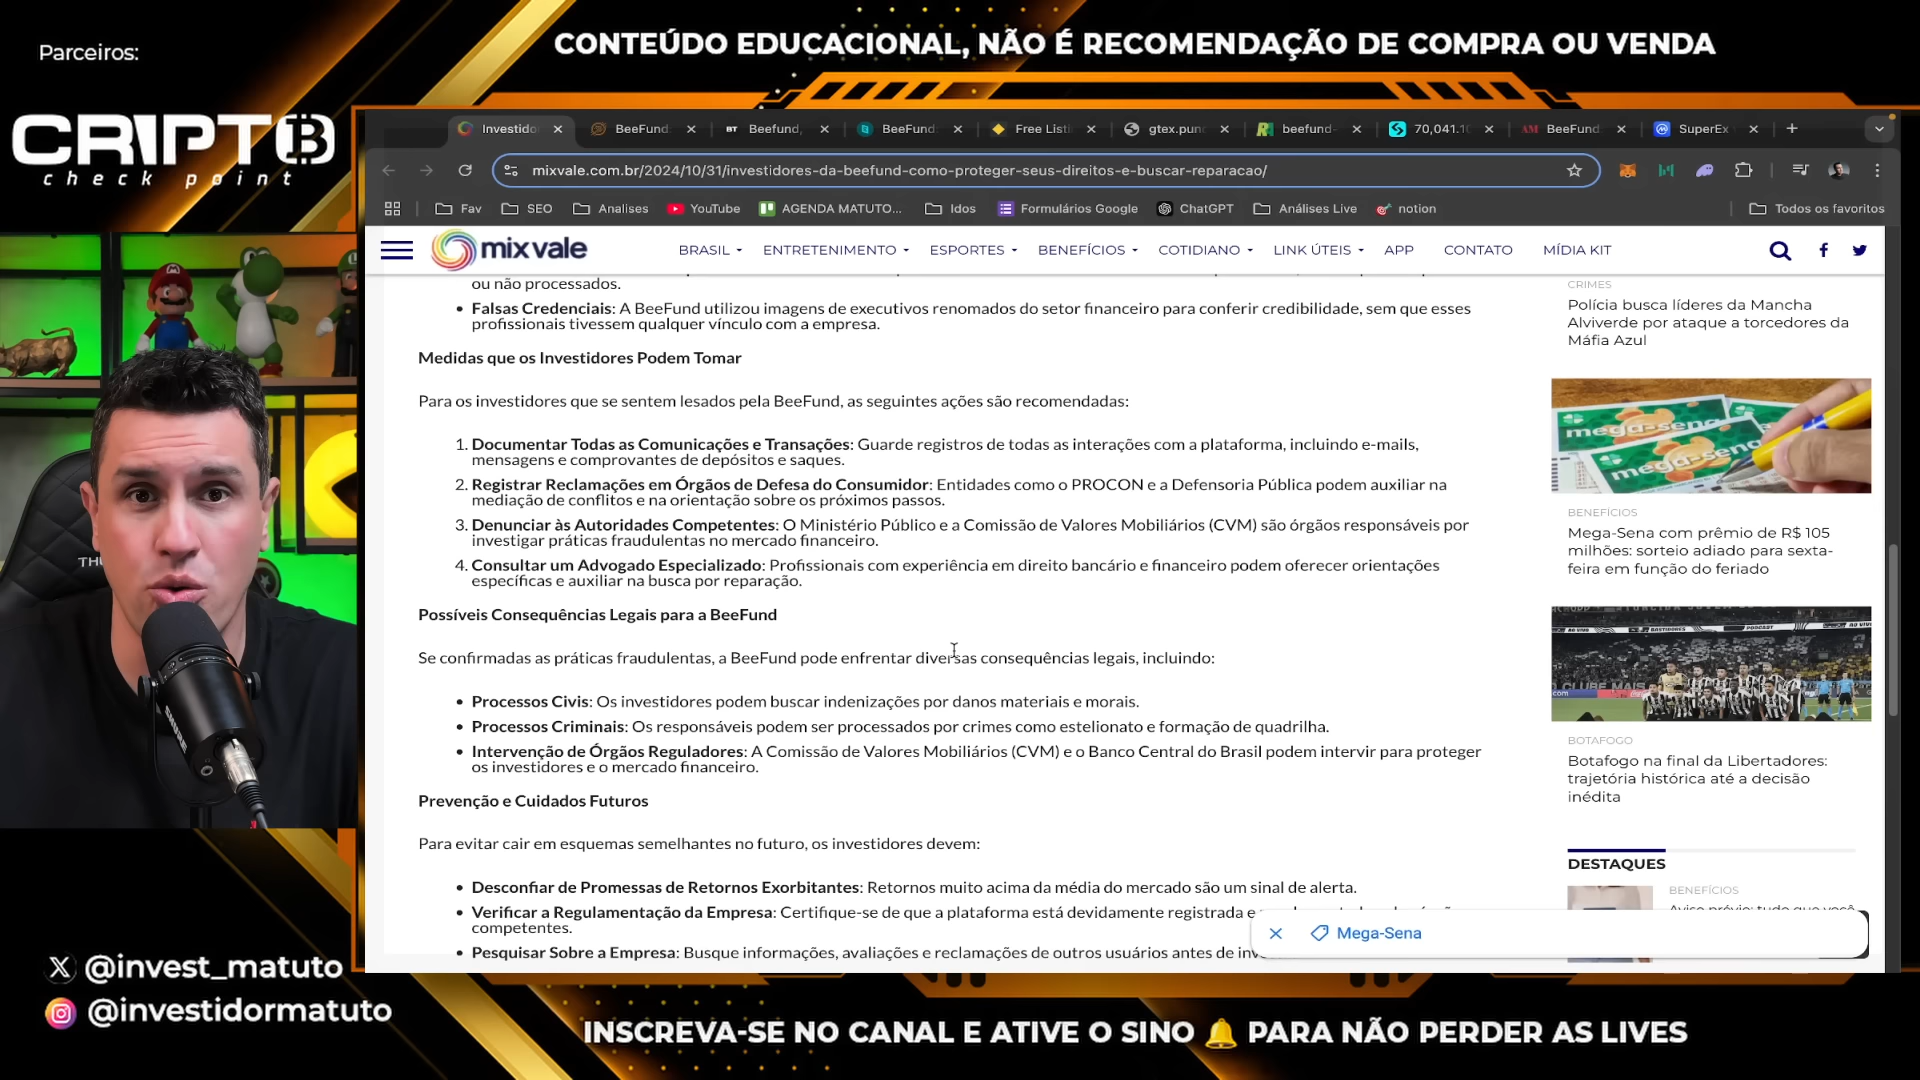 Parceiros:
CONTEÚDO EDUCACIONAL, NÃO É RECOMENDAÇÃO DE COMPRA OU VENDA
CRIPTO
check point
Investido
BeeFund
Beefund,
BeeFund
Free Listi
gtex.pun
beefund-
70,041.10
BeeFund
SuperEx
mixvale.com.br/2024/10/31/investidores-da-beefund-como-proteger-seus-direitos-e-buscar-reparacao/
Fav
SEO
Analises
YouTube
AGENDA MATUTO...
Idos
Formulários Google
ChatGPT
Análises Live
notion
Todos os favoritos
mix vale
BRASIL
ENTRETENIMENTO
ESPORTES
BENEFÍCIOS
COTIDIANO
LINK ÚTEIS
APP
CONTATO
MÍDIA KIT
ou não processados.
• Falsas Credenciais: A BeeFund utilizou imagens de executivos renomados do setor financeiro para conferir credibilidade, sem que esses
profissionais tivessem qualquer vínculo com a empresa.
Medidas que os Investidores Podem Tomar
Para os investidores que se sentem lesados pela BeeFund, as seguintes ações são recomendadas:
1. Documentar Todas as Comunicações e Transações: Guarde registros de todas as interações com a plataforma, incluindo e-mails,
mensagens e comprovantes de depósitos e saques.
2. Registrar Reclamações em Órgãos de Defesa do Consumidor: Entidades como o PROCON e a Defensoria Pública podem auxiliar na
mediação de conflitos e na orientação sobre os próximos passos.
3. Denunciar às Autoridades Competentes: O Ministério Público e a Comissão de Valores Mobiliários (CVM) são órgãos responsáveis por
investigar práticas fraudulentas no mercado financeiro.
4. Consultar um Advogado Especializado: Profissionais com experiência em direito bancário e financeiro podem oferecer orientações
específicas e auxiliar na busca por reparação.
Possíveis Consequências Legais para a BeeFund
Se confirmadas as práticas fraudulentas, a BeeFund pode enfrentar diversas consequências legais, incluindo:
• Processos Civis: Os investidores podem buscar indenizações por danos materiais e morais.
• Processos Criminais: Os responsáveis podem ser processados por crimes como estelionato e formação de quadrilha.
• Intervenção de Órgãos Reguladores: A Comissão de Valores Mobiliários (CVM) e o Banco Central do Brasil podem intervir para proteger
os investidores e o mercado financeiro.
Prevenção e Cuidados Futuros
Para evitar cair em esquemas semelhantes no futuro, os investidores devem:
• Desconfiar de Promessas de Retornos Exorbitantes: Retornos muito acima da média do mercado são um sinal de alerta.
• Verificar a Regulamentação da Empresa: Certifique-se de que a plataforma está devidamente registrada e
competentes.
• Pesquisar Sobre a Empresa: Busque informações, avaliações e reclamações de outros usuários antes de inv
CRIMES
Polícia busca líderes da Mancha
Alviverde por ataque a torcedores da
Máfia Azul
mega-sena
mega-sena
BENEFÍCIOS
Mega-Sena com prêmio de R$ 105
milhões: sorteio adiado para sexta-
feira em função do feriado
BOTAFOGO
Botafogo na final da Libertadores:
trajetória histórica até a decisão
inédita
DESTAQUES
BENEFÍCIOS
Aviso prévio: tudo que você
Mega-Sena
SHURE
@invest_matuto
@investidormatuto
INSCREVA-SE NO CANAL E ATIVE O SINO 🔔 PARA NÃO PERDER AS LIVES